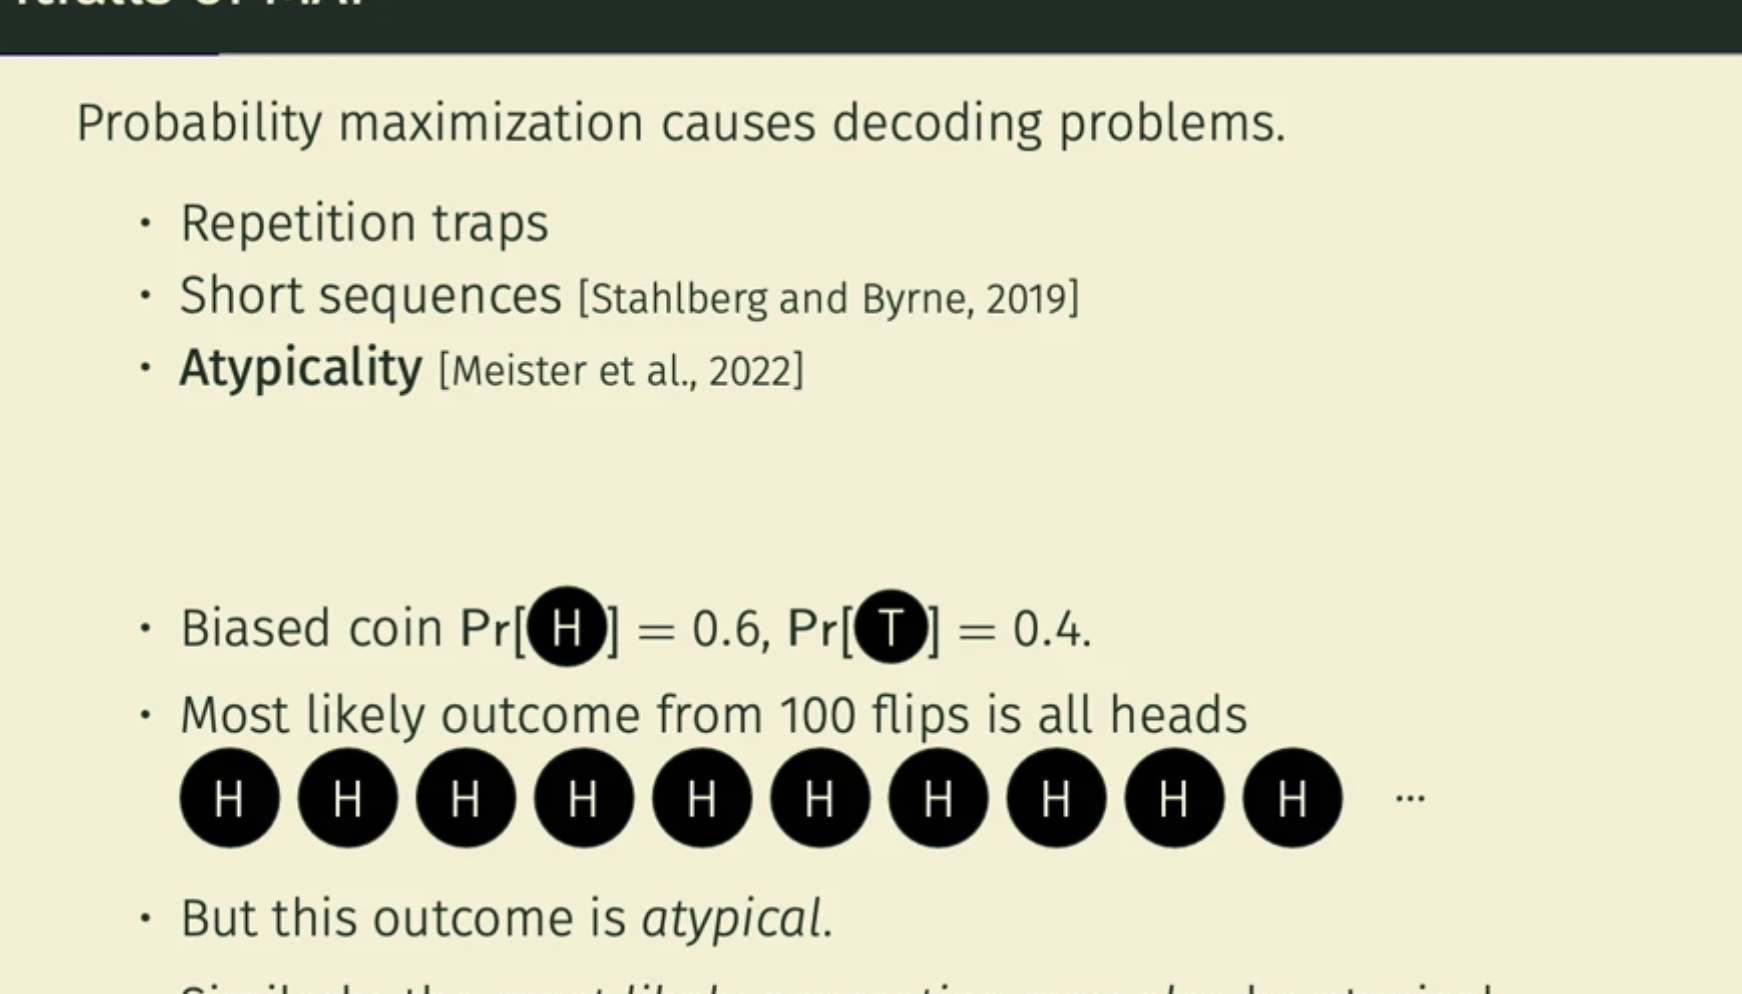 of MAP
Probability maximization causes decoding problems.
• Repetition traps
• Short sequences [Stahlberg and Byrne, 2019]
• Atypicality [Meister et al., 2022]
• Biased coin Pr[H] = 0.6, Pr[T] = 0.4.
• Most likely outcome from 100 flips is all heads
H H H H H H H H H H ...
• But this outcome is atypical.